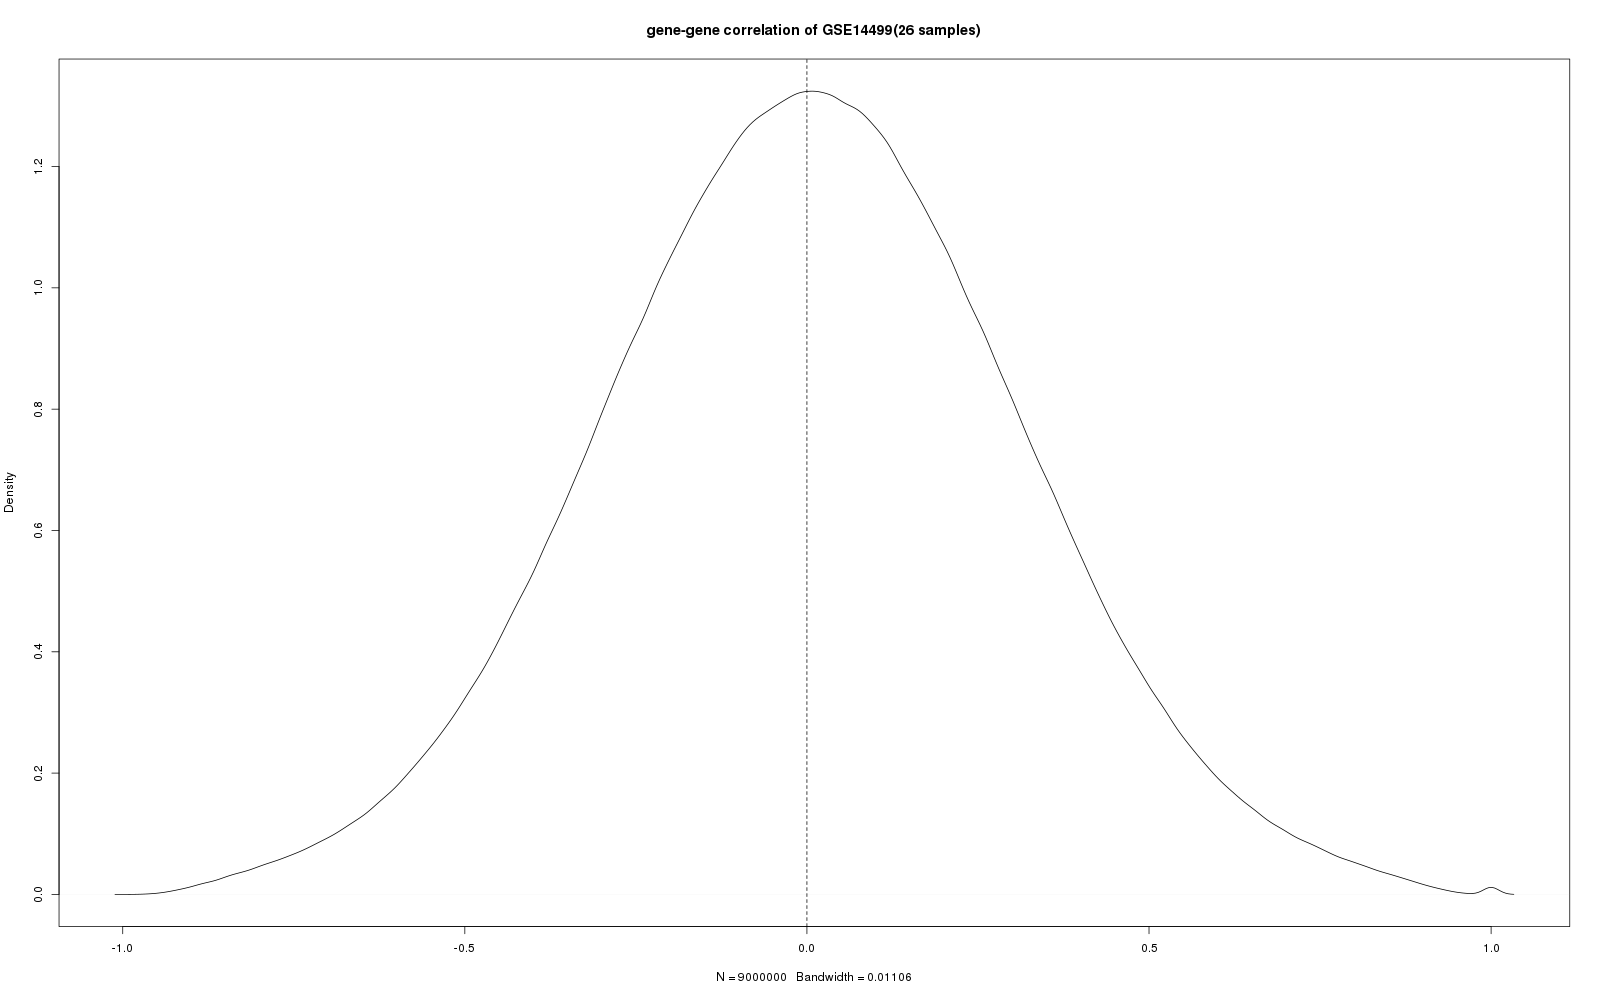 gene-gene correlation of GSE14499(26 samples)
Density
1.2
1.0
0.8
0.6
0.4
0.2
0.0
-1.0 -0.5 0.0 0.5 1.0
N = 9000000 Bandwidth = 0.01106